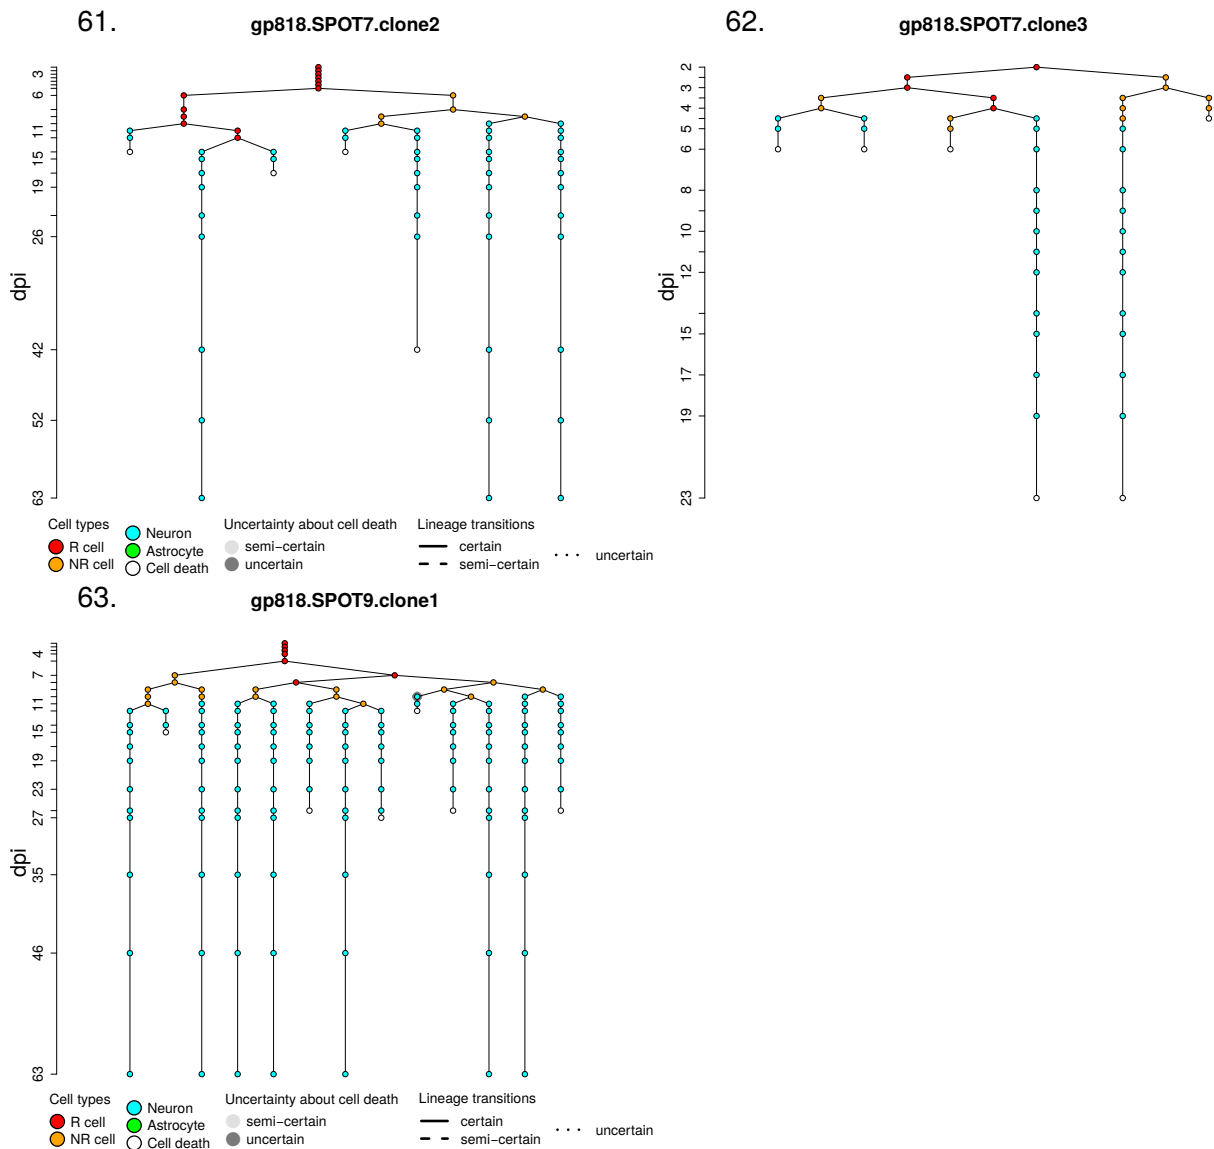 61.
gp818.SPOT7.clone2
62.
gp818.SPOT7.clone3
dpi
3
6
11
15
19
26
42
52
63
dpi
2
3
4
5
6
8
10
12
15
17
19
23
Cell types
R cell
NR cell
Neuron
Astrocyte
Cell death
Uncertainty about cell death
semi−certain
uncertain
Lineage transitions
certain
semi−certain
uncertain
63.
gp818.SPOT9.clone1
dpi
4
7
11
15
19
23
27
35
46
63
Cell types
R cell
NR cell
Neuron
Astrocyte
Cell death
Uncertainty about cell death
semi−certain
uncertain
Lineage transitions
certain
semi−certain
uncertain